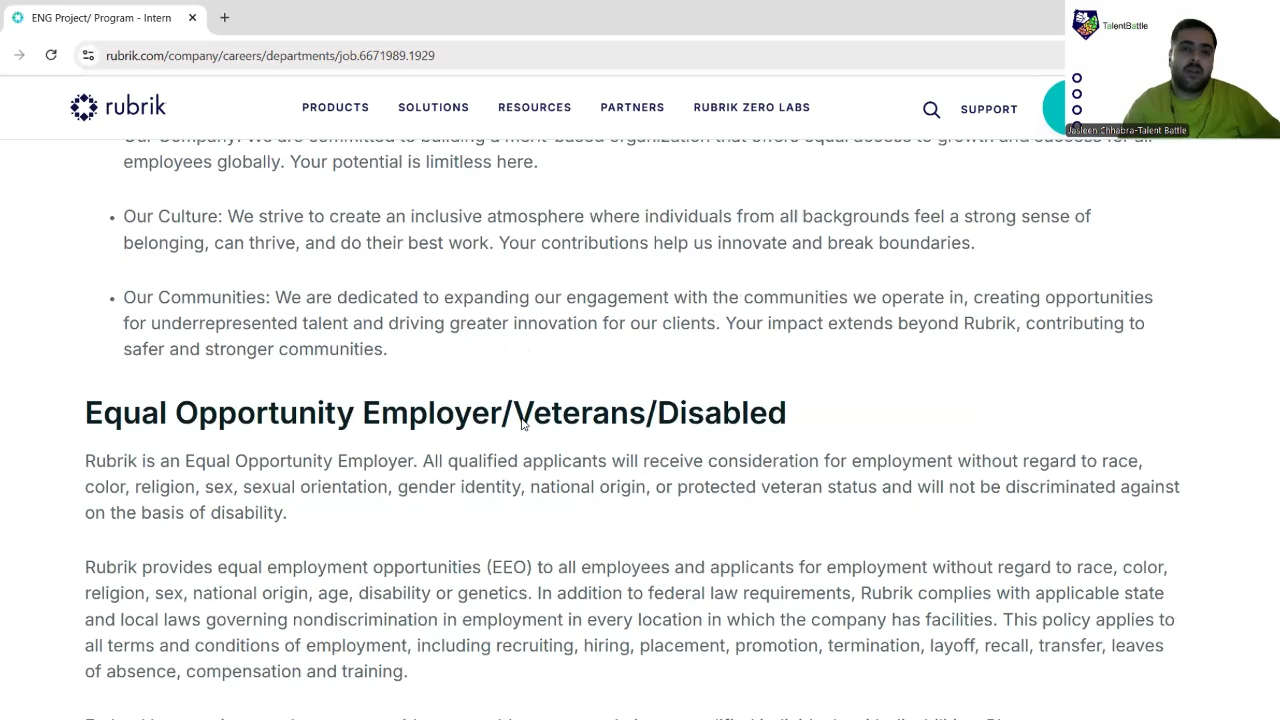 ENG Project/ Program - Intern
rubrik.com/company/careers/departments/job.6671989.1929
TalentBattle
Jasleen Chhabra-Talent Battle
rubrik
PRODUCTS SOLUTIONS RESOURCES PARTNERS RUBRIK ZERO LABS SUPPORT
Our Company: We are committed to building a merit-based organization that offers equal access to growth and success for all
employees globally. Your potential is limitless here.
• Our Culture: We strive to create an inclusive atmosphere where individuals from all backgrounds feel a strong sense of
belonging, can thrive, and do their best work. Your contributions help us innovate and break boundaries.
• Our Communities: We are dedicated to expanding our engagement with the communities we operate in, creating opportunities
for underrepresented talent and driving greater innovation for our clients. Your impact extends beyond Rubrik, contributing to
safer and stronger communities.
Equal Opportunity Employer/Veterans/Disabled
Rubrik is an Equal Opportunity Employer. All qualified applicants will receive consideration for employment without regard to race,
color, religion, sex, sexual orientation, gender identity, national origin, or protected veteran status and will not be discriminated against
on the basis of disability.
Rubrik provides equal employment opportunities (EEO) to all employees and applicants for employment without regard to race, color,
religion, sex, national origin, age, disability or genetics. In addition to federal law requirements, Rubrik complies with applicable state
and local laws governing nondiscrimination in employment in every location in which the company has facilities. This policy applies to
all terms and conditions of employment, including recruiting, hiring, placement, promotion, termination, layoff, recall, transfer, leaves
of absence, compensation and training.